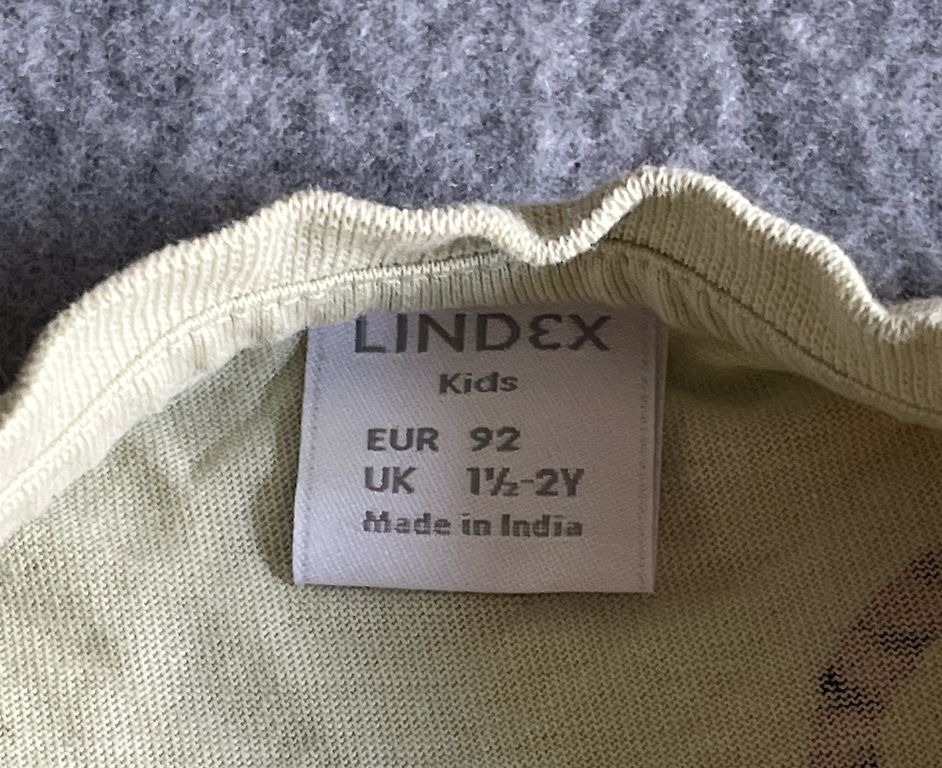 LINDEX
Kids
EUR 92
UK 1½-2Y
Made in India